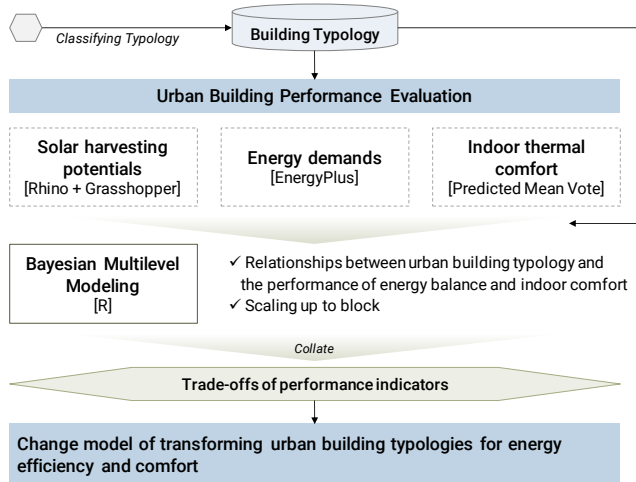 Classifying Typology
Building Typology
Urban Building Performance Evaluation
Solar harvesting
potentials
[Rhino + Grasshopper]
Energy demands
[EnergyPlus]
Indoor thermal
comfort
[Predicted Mean Vote]
Bayesian Multilevel
Modeling
[R]
✓ Relationships between urban building typology and
the performance of energy balance and indoor comfort
✓ Scaling up to block
Collate
Trade-offs of performance indicators
Change model of transforming urban building typologies for energy
efficiency and comfort